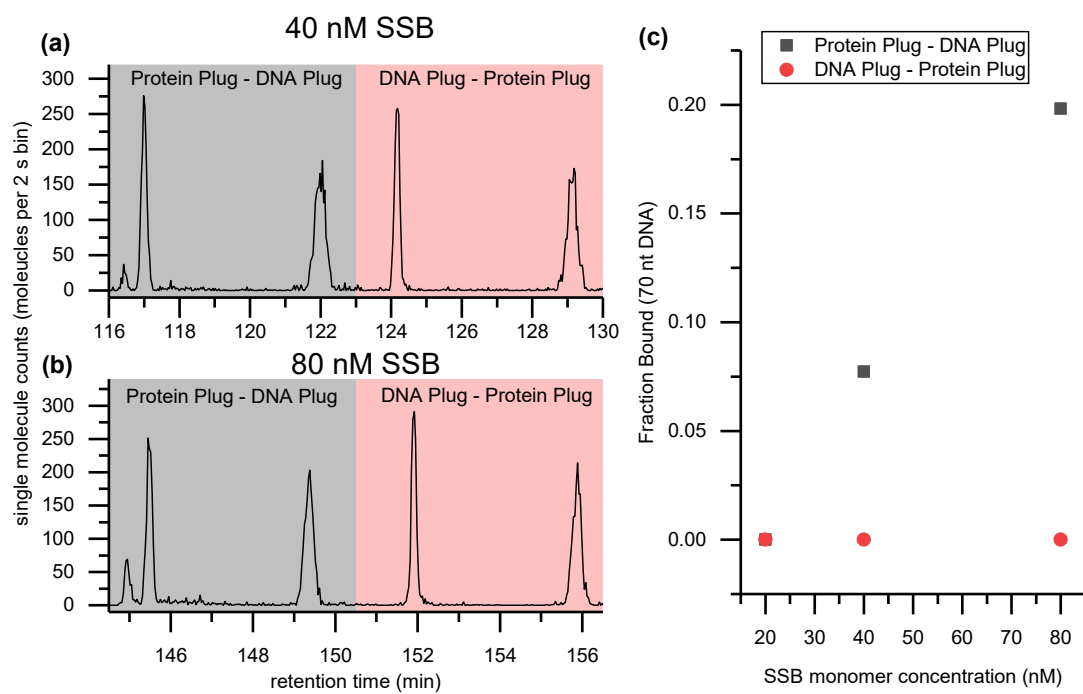 40 nM SSB
(a)
Protein Plug - DNA Plug
DNA Plug - Protein Plug
300
250
200
150
100
50
0
116 118 120 122 124 126 128 130
80 nM SSB
(b)
Protein Plug - DNA Plug
DNA Plug - Protein Plug
300
250
200
150
100
50
0
146 148 150 152 154 156
retention time (min)
single molecule counts (moleucles per 2 s bin)
(c)
Protein Plug - DNA Plug
DNA Plug - Protein Plug
0.20
0.15
0.10
0.05
0.00
Fraction Bound (70 nt DNA)
20 30 40 50 60 70 80
SSB monomer concentration (nM)